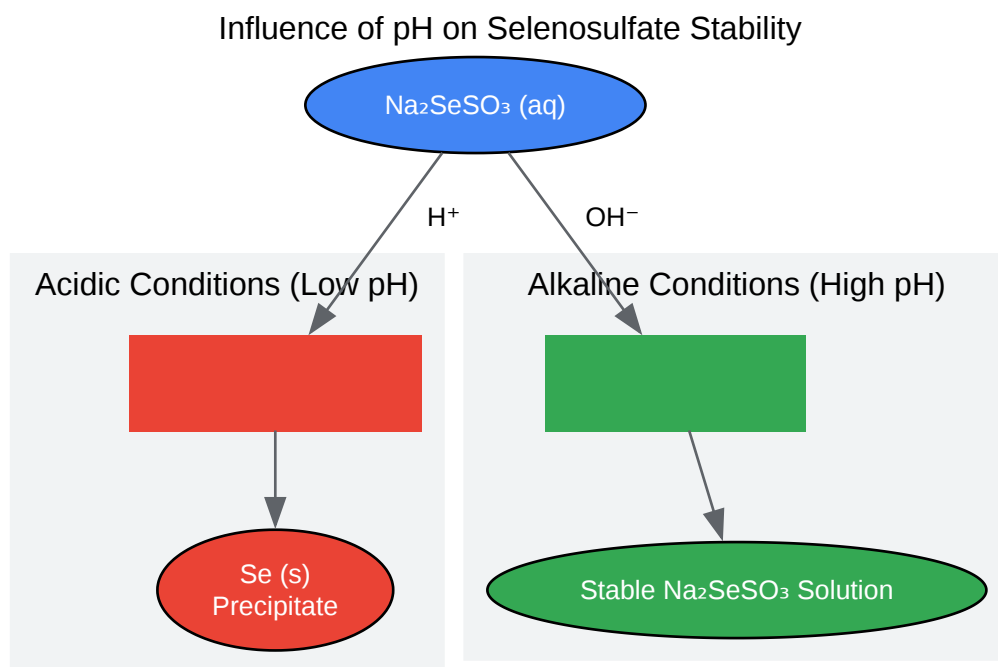 Influence of pH on Selenosulfate Stability
Na₂SeSO₃ (aq)
H⁺
OH⁻
Acidic Conditions (Low pH)
Alkaline Conditions (High pH)
Se (s)
Precipitate
Stable Na₂SeSO₃ Solution